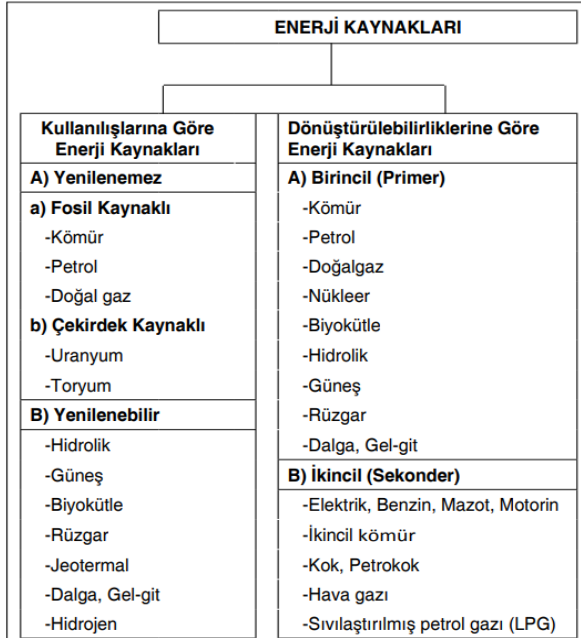 ENERJİ KAYNAKLARI
Kullanılışlarına Göre
Enerji Kaynakları
A) Yenilenemez
a) Fosil Kaynaklı
-Kömür
-Petrol
-Doğal gaz
b) Çekirdek Kaynaklı
-Uranyum
-Toryum
B) Yenilenebilir
-Hidrolik
-Güneş
-Biyokütle
-Rüzgar
-Jeotermal
-Dalga, Gel-git
-Hidrojen
Dönüştürülebilirliklerine Göre
Enerji Kaynakları
A) Birincil (Primer)
-Kömür
-Petrol
-Doğalgaz
-Nükleer
-Biyokütle
-Hidrolik
-Güneş
-Rüzgar
-Dalga, Gel-git
B) İkincil (Sekonder)
-Elektrik, Benzin, Mazot, Motorin
-İkincil kömür
-Kok, Petrokok
-Hava gazı
-Sıvılaştırılmış petrol gazı (LPG)